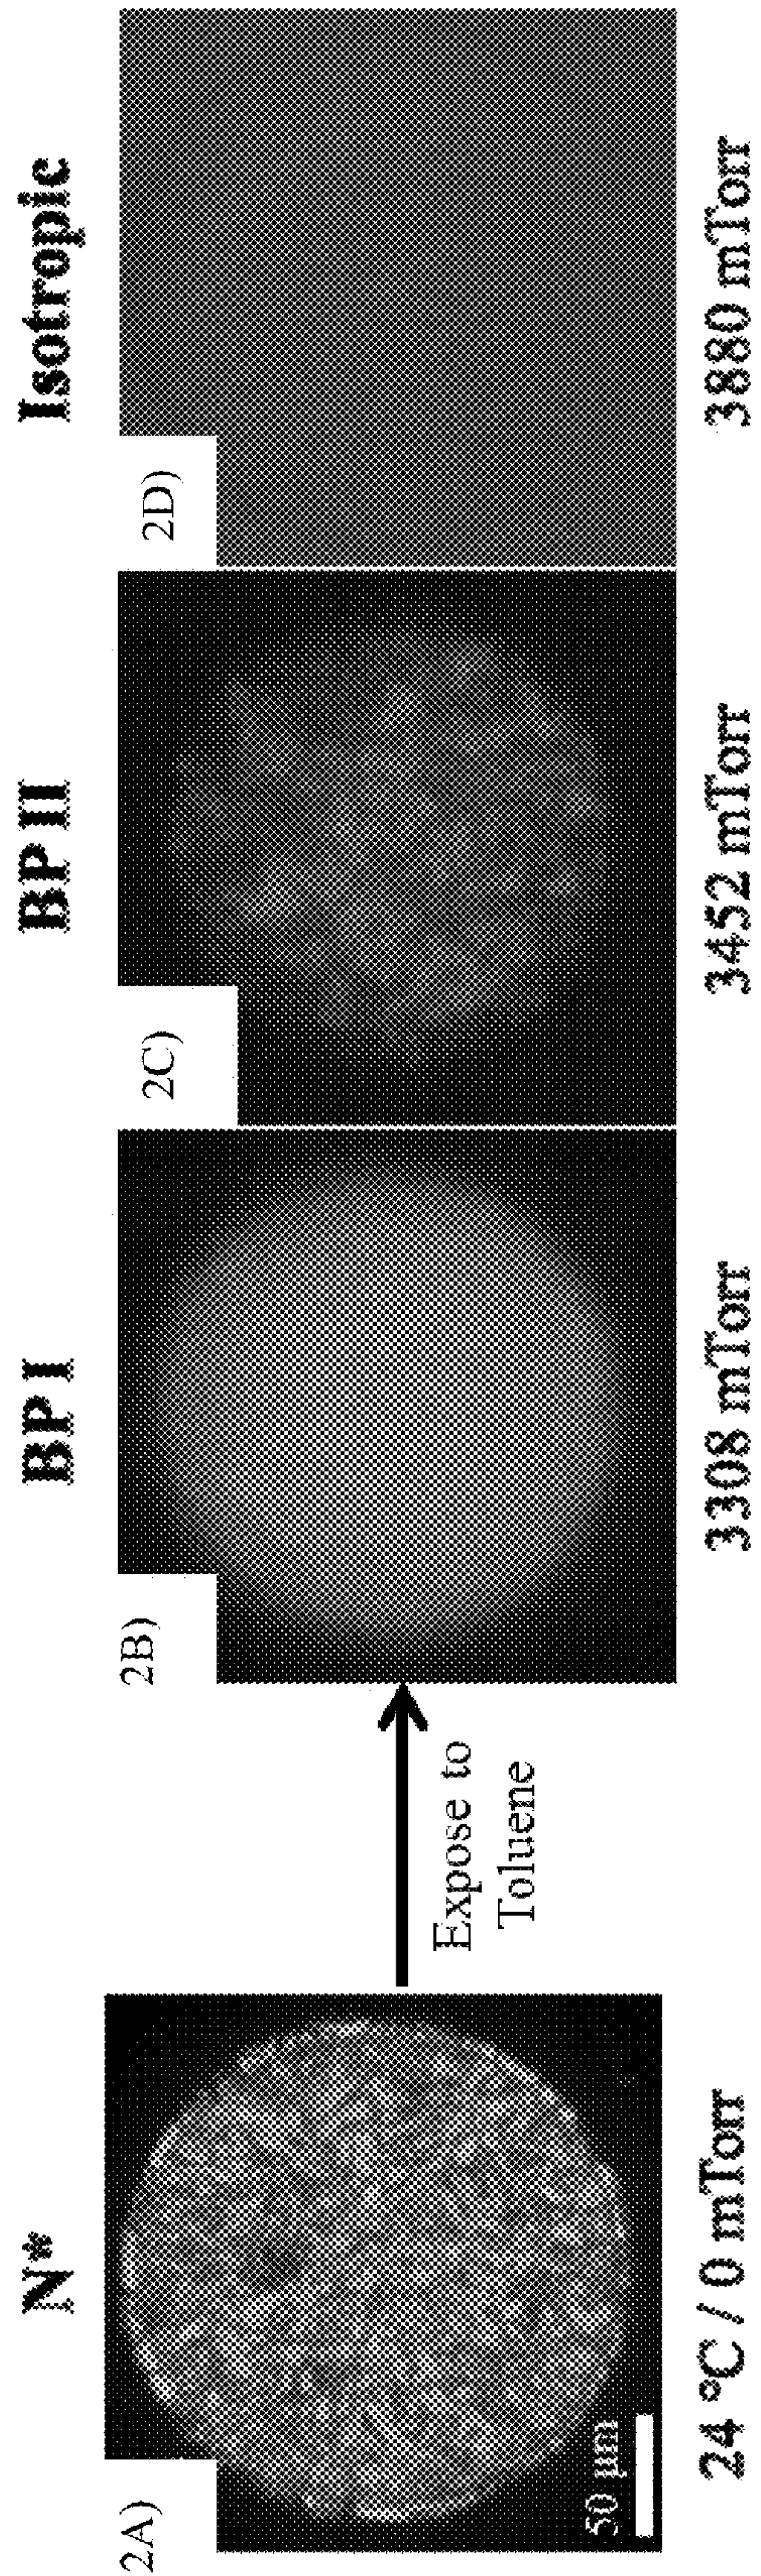 N*
BP I
BP II
Isotropic
2A)
2B)
2C)
2D)
50 µm
Expose to
Toluene
24 °C / 0 mTorr
3308 mTorr
3452 mTorr
3880 mTorr